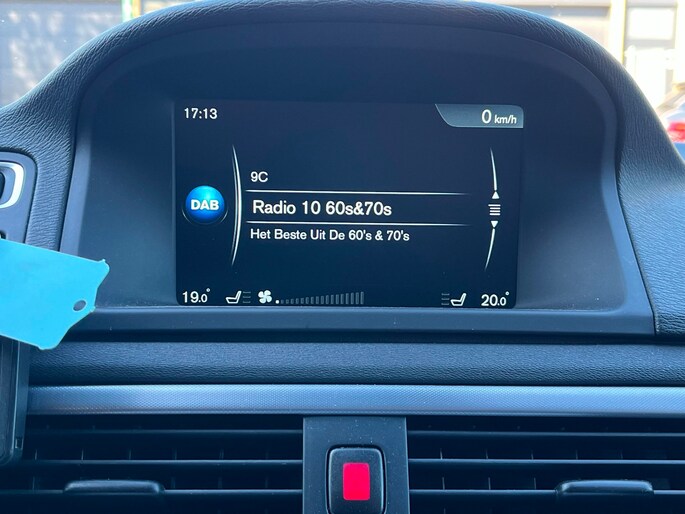 17:13
0 km/h
9C
DAB
Radio 10 60s&70s
Het Beste Uit De 60's & 70's
19.0°
20.0°